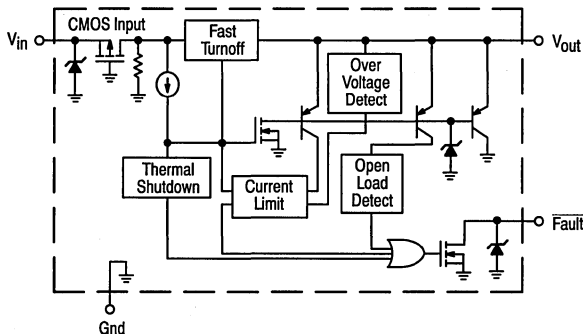 CMOS Input
Vin
Fast
Turnoff
Vout
Over
Voltage
Detect
Thermal
Shutdown
Current
Limit
Open
Load
Detect
Fault
Gnd